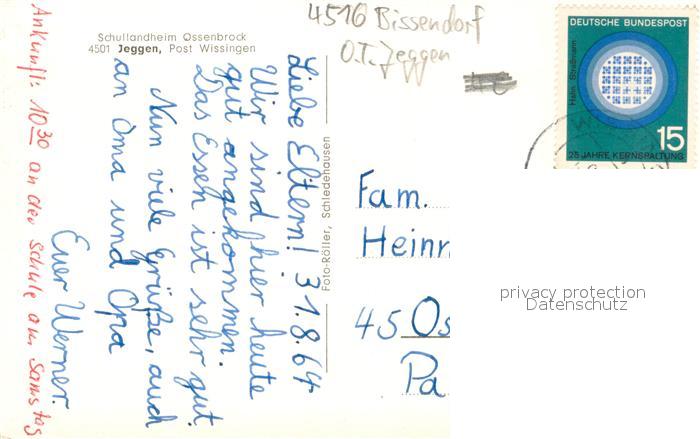 Schullandheim Ossenbrock
4501 Jeggen, Post Wissingen
4516 Bissendorf
O.T. Jeggen
Liebe Eltern! 31.8.64
Wir sind hier heute
gut angekommen.
Das Essen ist sehr gut.
Nun viele Grüße, auch
an Oma und Opa
Euer Werner.
Ankunft: 10³⁰ an der Schule am Samstag
Foto-Röller, Schledehausen
DEUTSCHE BUNDESPOST
Hahn Straßmann
15
25 JAHRE KERNSPALTUNG
Fam.
Heinr
45 Os
Pa
privacy protection
Datenschutz